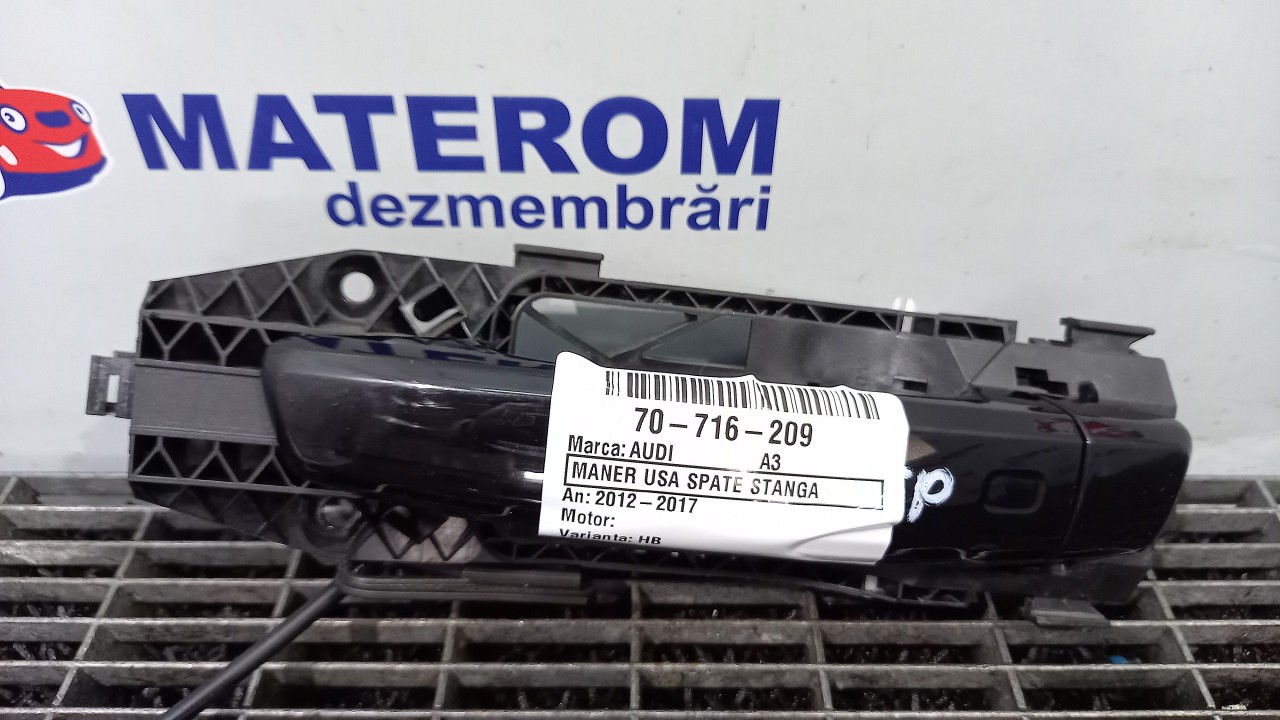 MATEROM
dezmembrări
70-716-209
Marca: AUDI A3
MANER USA SPATE STANGA
An: 2012-2017
Motor:
Varianta: HB